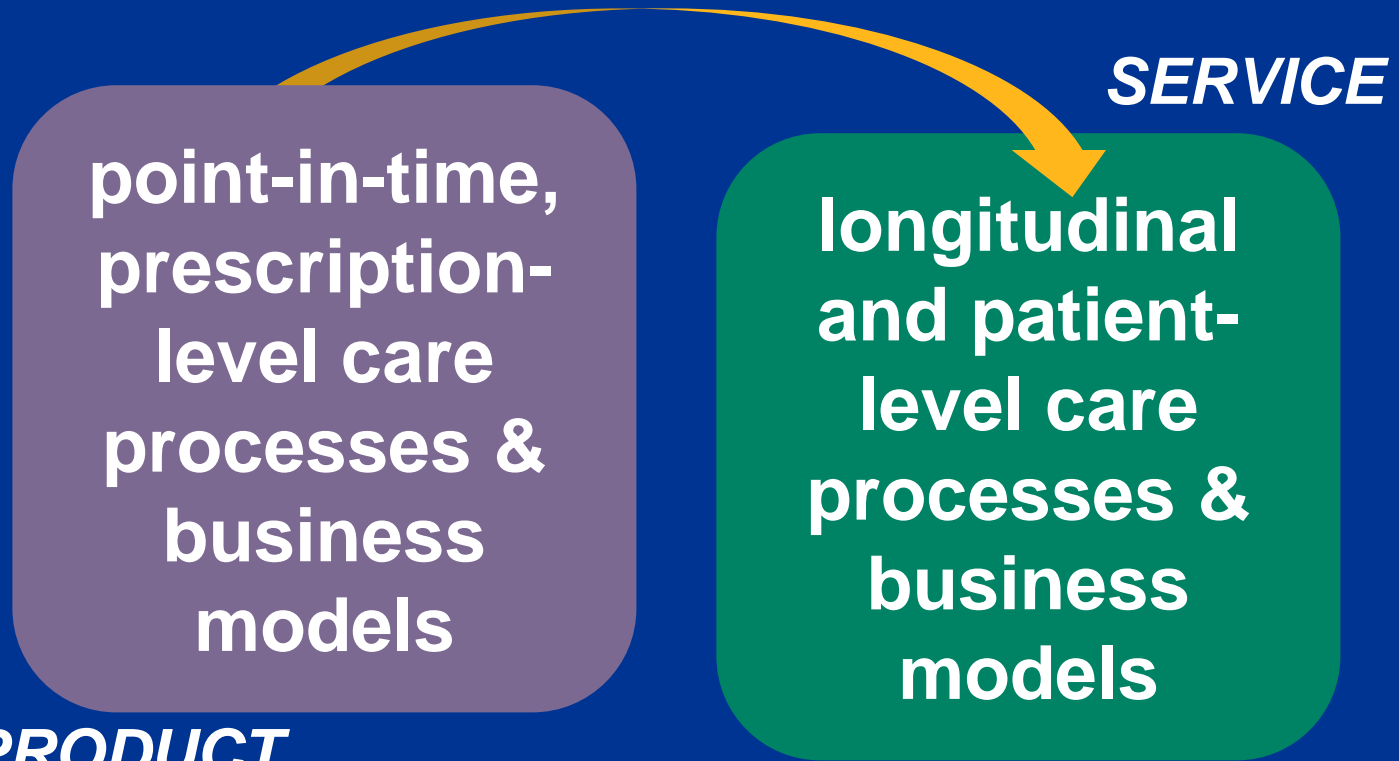 SERVICE
point-in-time,
prescription-
level care
processes &
business
models
longitudinal
and patient-
level care
processes &
business
models
PRODUCT